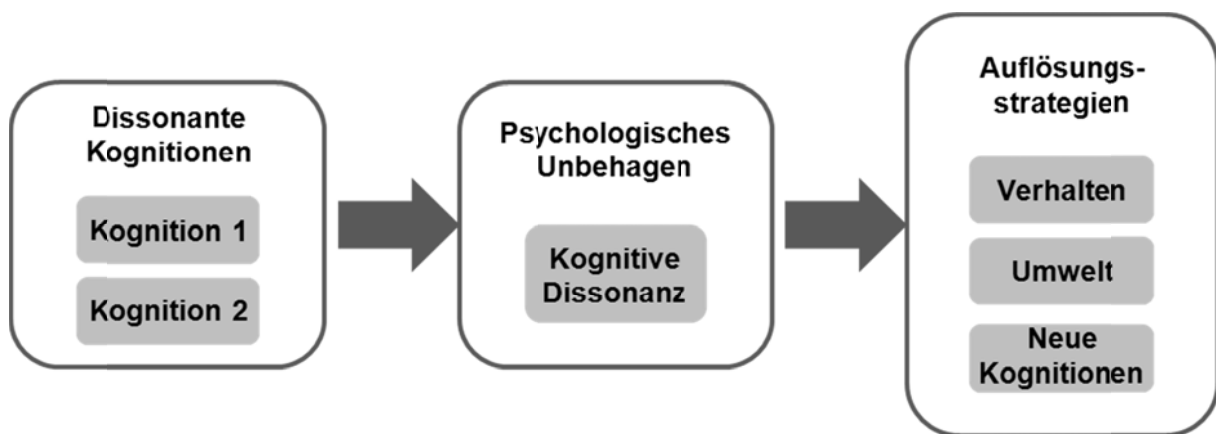 Dissonante
Kognitionen
Kognition 1
Kognition 2
Psychologisches
Unbehagen
Kognitive
Dissonanz
Auflösungs-
strategien
Verhalten
Umwelt
Neue
Kognitionen